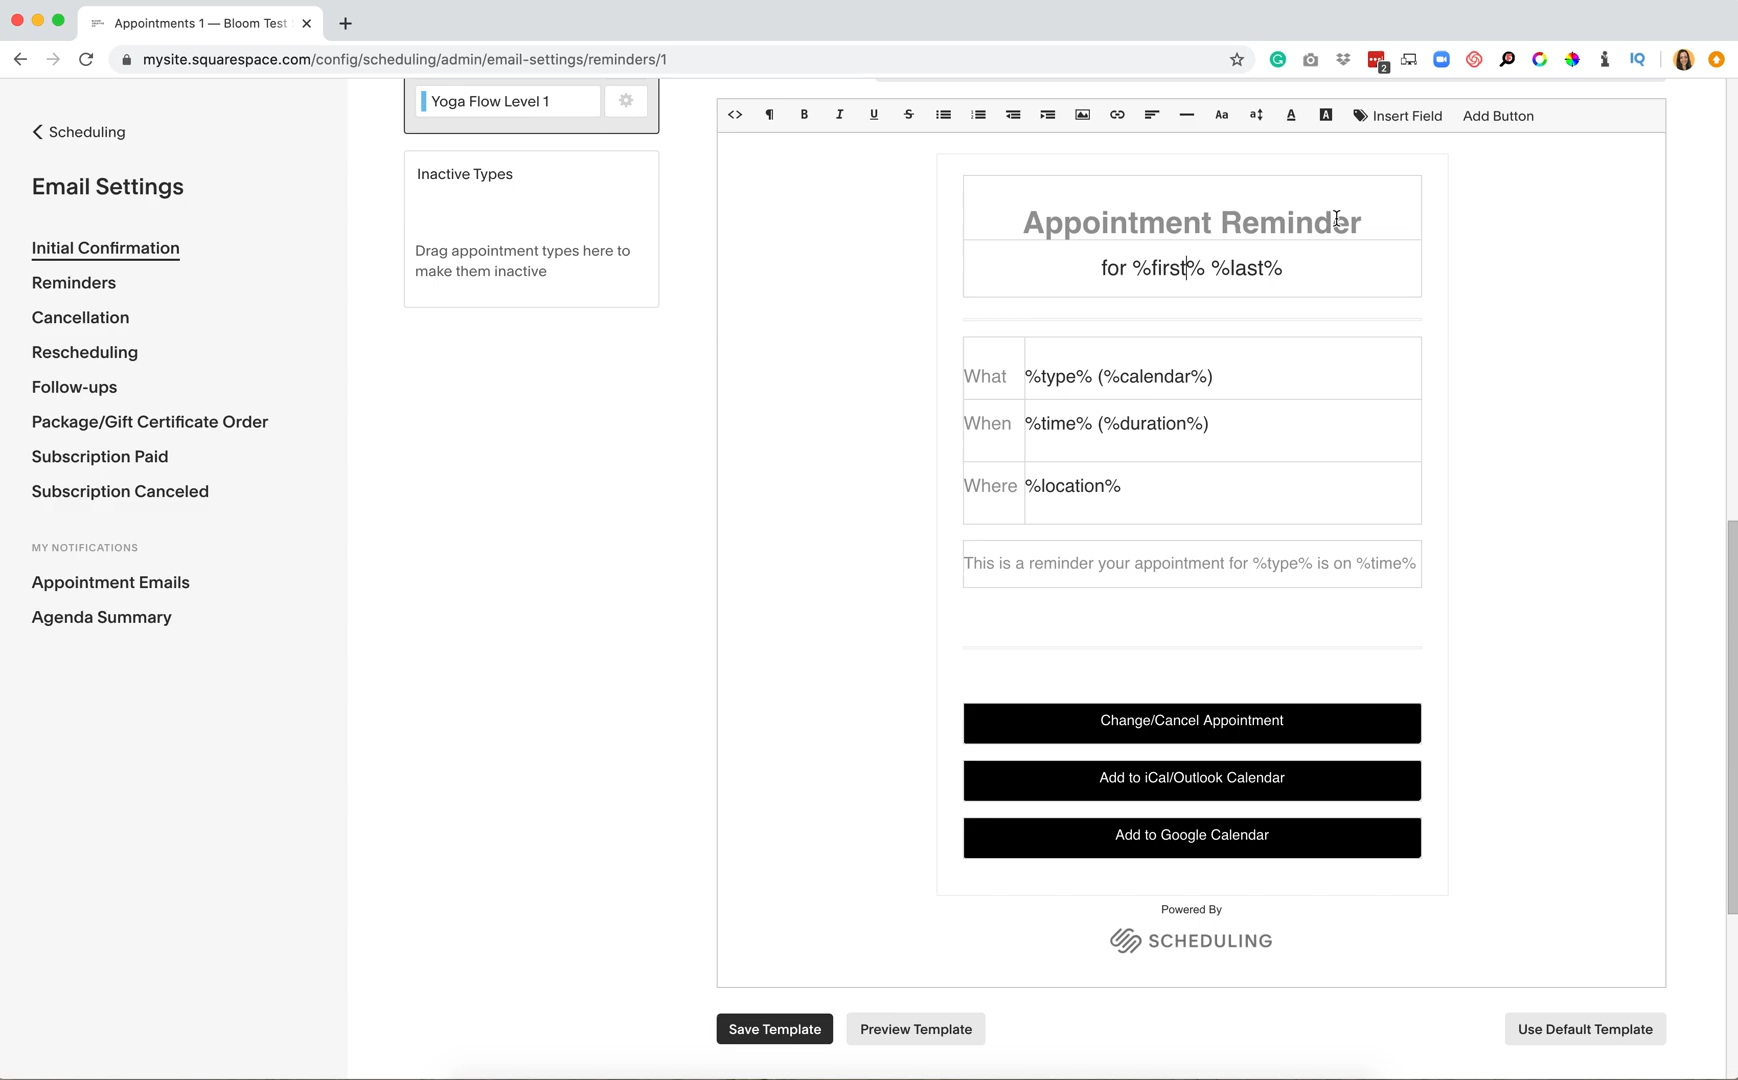 Appointments 1 — Bloom Test
mysite.squarespace.com/config/scheduling/admin/email-settings/reminders/1
2
IQ
Scheduling
Email Settings
Initial Confirmation
Reminders
Cancellation
Rescheduling
Follow-ups
Package/Gift Certificate Order
Subscription Paid
Subscription Canceled
MY NOTIFICATIONS
Appointment Emails
Agenda Summary
Yoga Flow Level 1
Inactive Types
Drag appointment types here to
make them inactive
<> ¶ B I U S Aa a A A Insert Field Add Button
Appointment Reminder
for %first% %last%
What %type% (%calendar%)
When %time% (%duration%)
Where %location%
This is a reminder your appointment for %type% is on %time%
Change/Cancel Appointment
Add to iCal/Outlook Calendar
Add to Google Calendar
Powered By
SCHEDULING
Save Template
Preview Template
Use Default Template